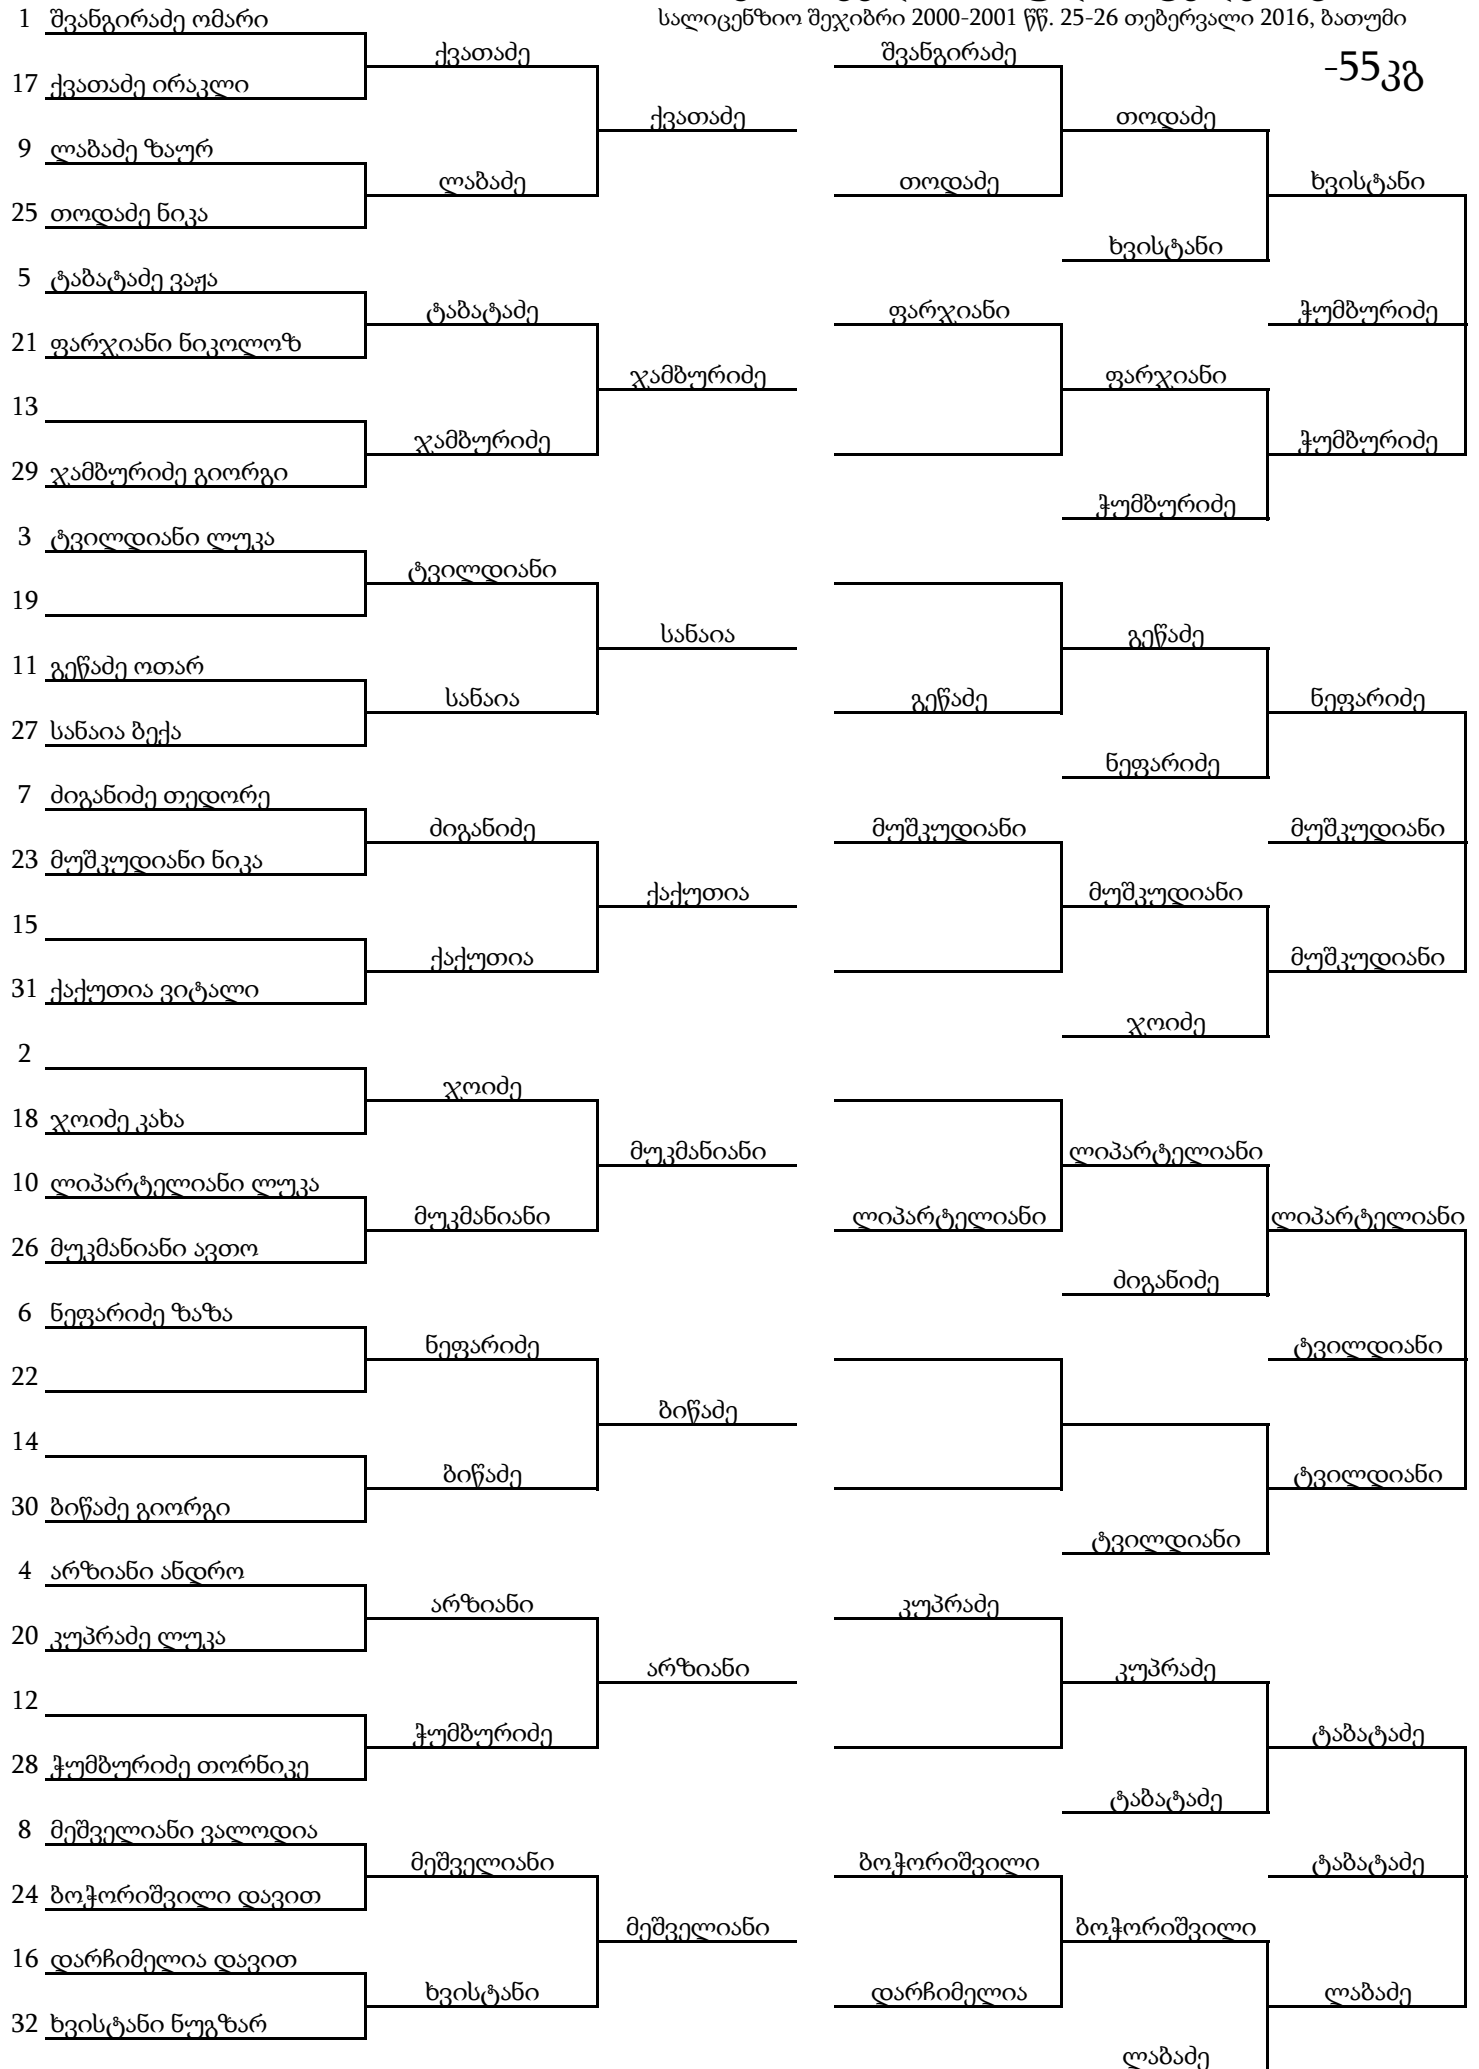 სალიცენზიო შეჯიბრი 2000-2001 წწ. 25-26 თებერვალი 2016, ბათუმი
-55კგ
1 შვანგირაძე ომარი
17 ქვათაძე ირაკლი
9 ლაბაძე ზაურ
25 თოდაძე ნიკა
5 ტაბატაძე ვაჟა
21 ფარჯიანი ნიკოლოზ
13
29 ჯამბურიძე გიორგი
3 ტვილდიანი ლუკა
19
11 გეწაძე ოთარ
27 სანაია ბექა
7 ძიგანიძე თედორე
23 მუშკუდიანი ნიკა
15
31 ქაქუთია ვიტალი
2
18 ჯოიძე კახა
10 ლიპარტელიანი ლუკა
26 მუკმანიანი ავთო
6 ნეფარიძე ზაზა
22
14
30 ბიწაძე გიორგი
4 არზიანი ანდრო
20 კუპრაძე ლუკა
12
28 ჭუმბურიძე თორნიკე
8 მეშველიანი ვალოდია
24 ბოჭორიშვილი დავით
16 დარჩიმელია დავით
32 ხვისტანი ნუგზარ
ქვათაძე
ლაბაძე
ტაბატაძე
ჯამბურიძე
ტვილდიანი
სანაია
ძიგანიძე
ქაქუთია
ჯოიძე
მუკმანიანი
ნეფარიძე
ბიწაძე
არზიანი
ჭუმბურიძე
მეშველიანი
ხვისტანი
ქვათაძე
ჯამბურიძე
სანაია
ქაქუთია
მუკმანიანი
ბიწაძე
არზიანი
მეშველიანი
შვანგირაძე
თოდაძე
ფარჯიანი
გეწაძე
მუშკუდიანი
ლიპარტელიანი
კუპრაძე
ბოჭორიშვილი
დარჩიმელია
თოდაძე
ხვისტანი
ფარჯიანი
ჭუმბურიძე
გეწაძე
ნეფარიძე
მუშკუდიანი
ჯოიძე
ლიპარტელიანი
ძიგანიძე
ტვილდიანი
კუპრაძე
ტაბატაძე
ბოჭორიშვილი
ლაბაძე
ხვისტანი
ჭუმბურიძე
ჭუმბურიძე
ნეფარიძე
მუშკუდიანი
მუშკუდიანი
ლიპარტელიანი
ტვილდიანი
ტვილდიანი
ტაბატაძე
ტაბატაძე
ლაბაძე